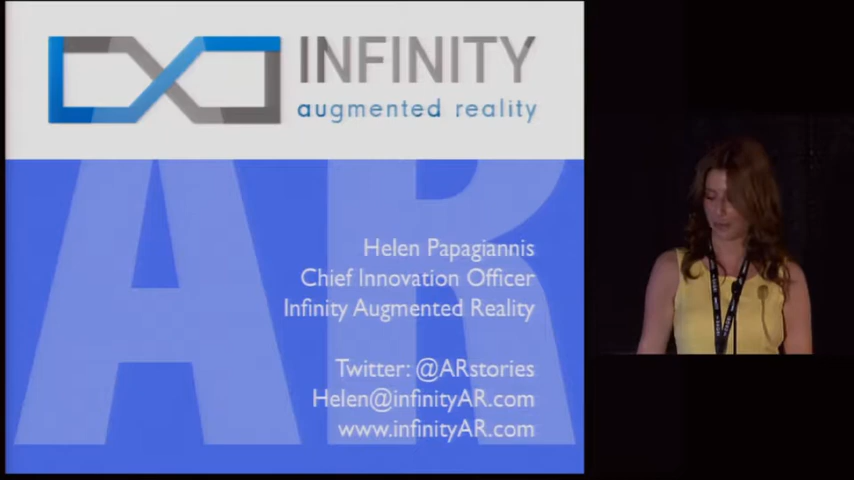 INFINITY
augmented reality
AR
Helen Papagiannis
Chief Innovation Officer
Infinity Augmented Reality
Twitter: @ARstories
Helen@infinityAR.com
www.infinityAR.com